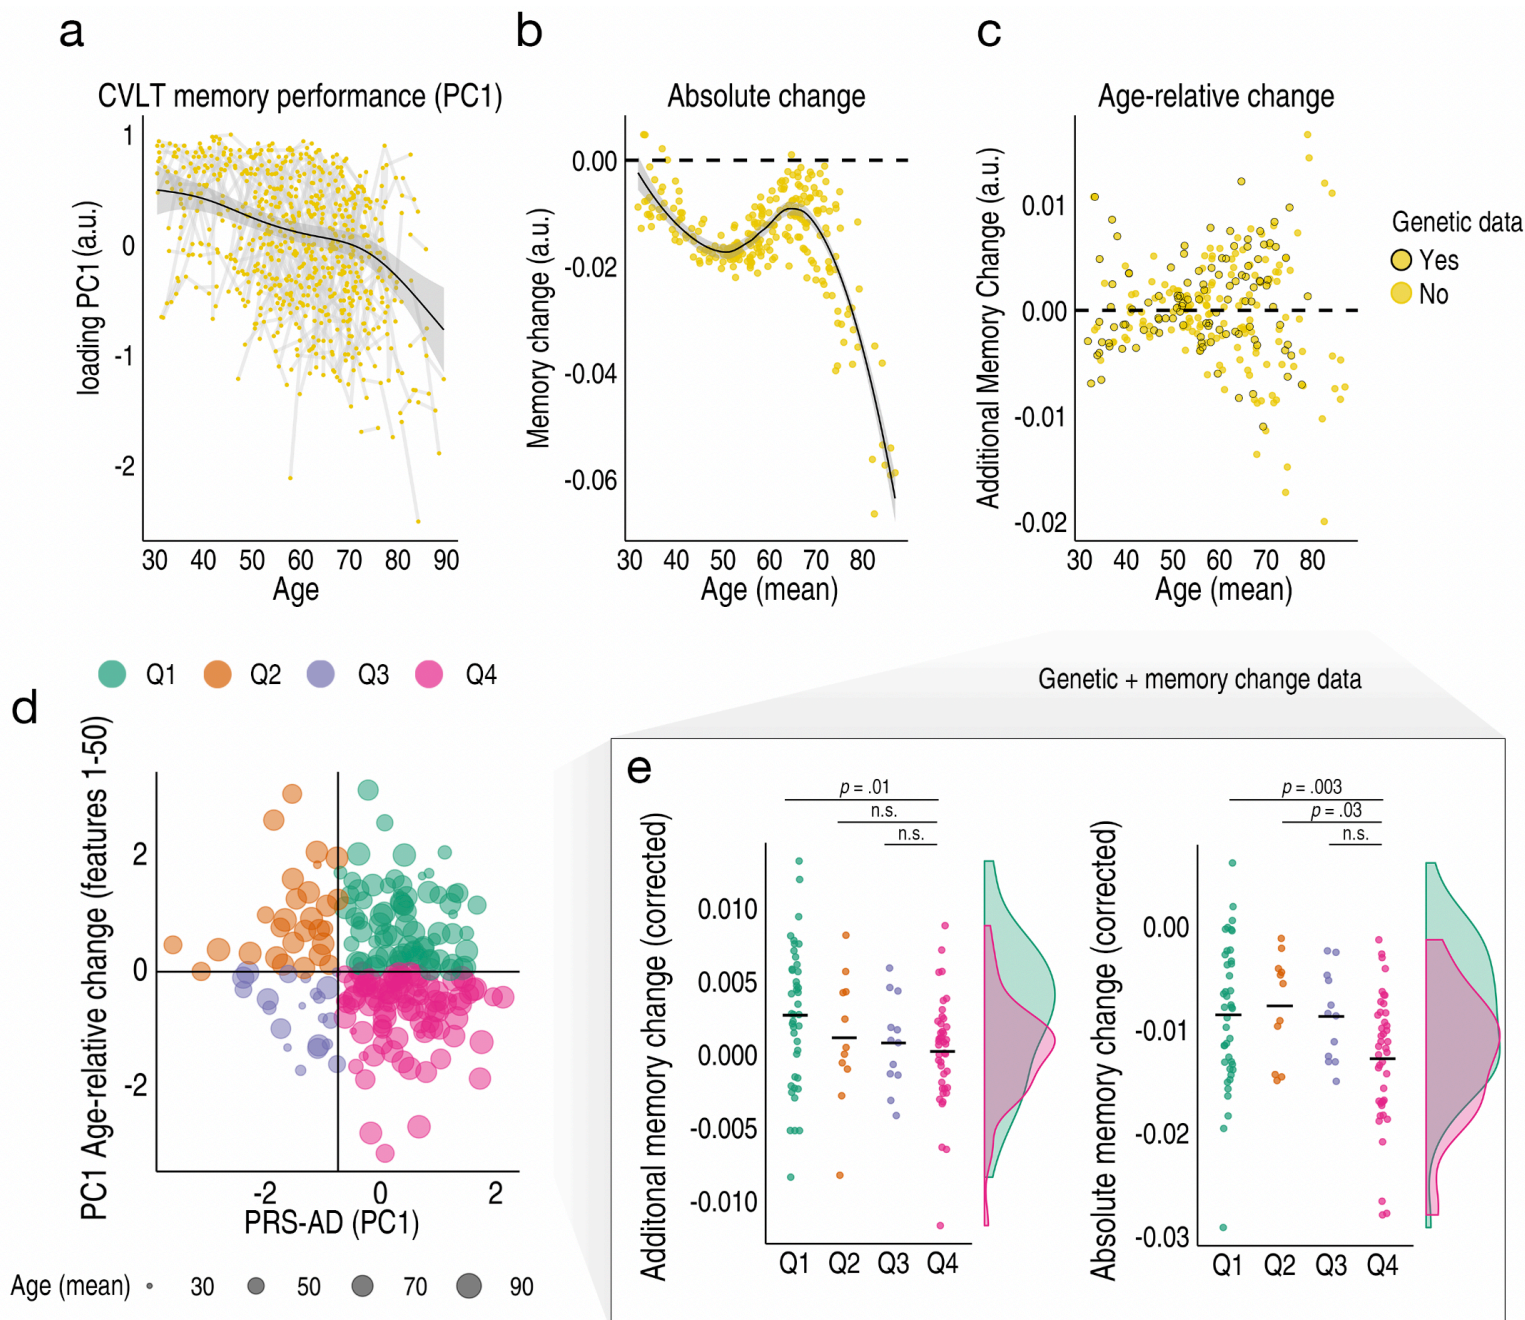 a
b
c
CVLT memory performance (PC1)
Absolute change
Age-relative change
loading PC1 (a.u.)
1
0
-1
-2
30 40 50 60 70 80 90
Age
Memory change (a.u.)
0.00
-0.02
-0.04
-0.06
30 40 50 60 70 80
Age (mean)
Additional Memory Change (a.u.)
0.01
0.00
-0.01
-0.02
30 40 50 60 70 80
Age (mean)
Genetic data
Yes
No
Q1 Q2 Q3 Q4
Genetic + memory change data
d
PC1 Age-relative change (features 1-50)
2
0
-2
-2 0 2
PRS-AD (PC1)
Age (mean) 30 50 70 90
e
p = .01
n.s.
n.s.
Additonal memory change (corrected)
0.010
0.005
0.000
-0.005
-0.010
Q1 Q2 Q3 Q4
p = .003
p = .03
n.s.
Absolute memory change (corrected)
0.00
-0.01
-0.02
-0.03
Q1 Q2 Q3 Q4